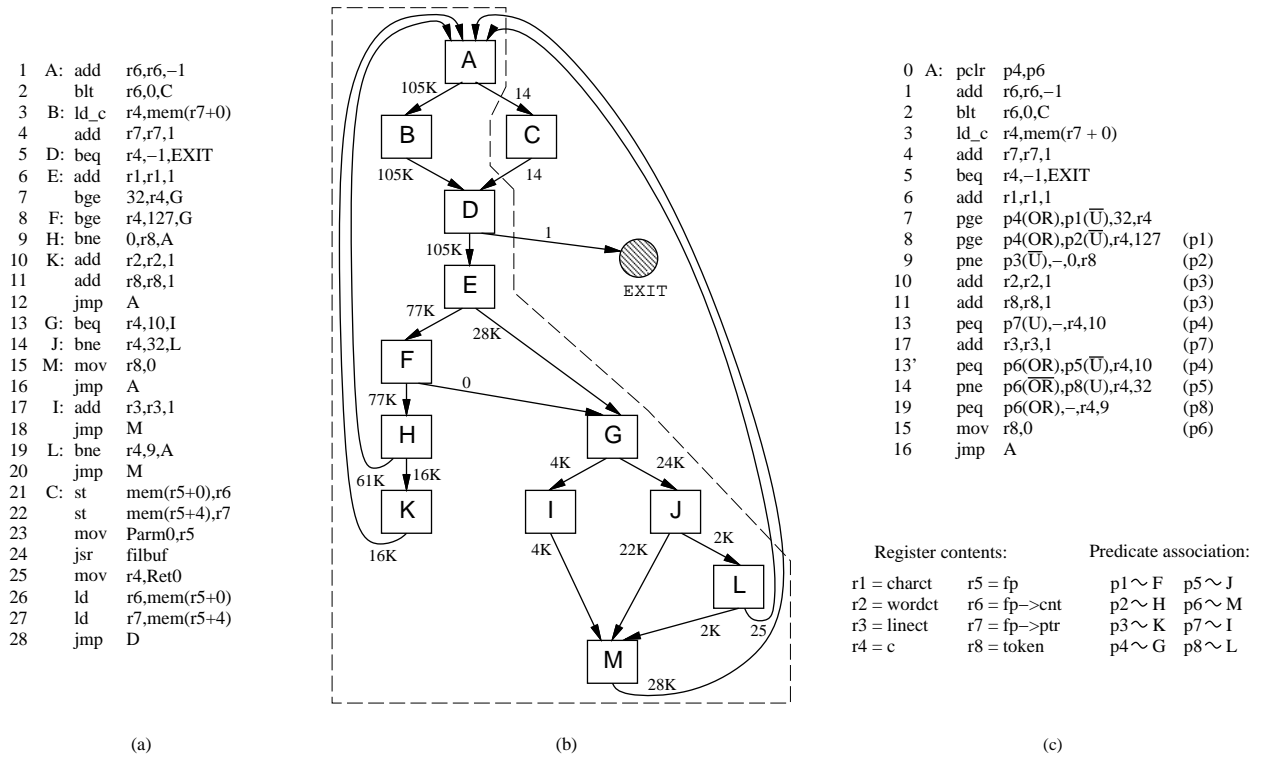 1 A: add r6,r6,−1
2 blt r6,0,C
3 B: ld_c r4,mem(r7+0)
4 add r7,r7,1
5 D: beq r4,−1,EXIT
6 E: add r1,r1,1
7 bge 32,r4,G
8 F: bge r4,127,G
9 H: bne 0,r8,A
10 K: add r2,r2,1
11 add r8,r8,1
12 jmp A
13 G: beq r4,10,I
14 J: bne r4,32,L
15 M: mov r8,0
16 jmp A
17 I: add r3,r3,1
18 jmp M
19 L: bne r4,9,A
20 jmp M
21 C: st mem(r5+0),r6
22 st mem(r5+4),r7
23 mov Parm0,r5
24 jsr filbuf
25 mov r4,Ret0
26 ld r6,mem(r5+0)
27 ld r7,mem(r5+4)
28 jmp D
(a)
A
105K 14
B C
105K 14
D
105K 1
EXIT
E
77K 28K
F
0
77K
H G
61K 16K 4K 24K
K I J
16K 4K 22K 2K
L
2K 25
M
28K
(b)
0 A: pclr p4,p6
1 add r6,r6,−1
2 blt r6,0,C
3 ld_c r4,mem(r7 + 0)
4 add r7,r7,1
5 beq r4,−1,EXIT
6 add r1,r1,1
7 pge p4(OR),p1(U̅),32,r4
8 pge p4(OR),p2(U̅),r4,127 (p1)
9 pne p3(U̅),−,0,r8 (p2)
10 add r2,r2,1 (p3)
11 add r8,r8,1 (p3)
13 peq p7(U),−,r4,10 (p4)
17 add r3,r3,1 (p7)
13' peq p6(OR),p5(U̅),r4,10 (p4)
14 pne p6(O̅R̅),p8(U),r4,32 (p5)
19 peq p6(OR),−,r4,9 (p8)
15 mov r8,0 (p6)
16 jmp A
Register contents:
r1 = charct r5 = fp
r2 = wordct r6 = fp−>cnt
r3 = linect r7 = fp−>ptr
r4 = c r8 = token
Predicate association:
p1 ~ F p5 ~ J
p2 ~ H p6 ~ M
p3 ~ K p7 ~ I
p4 ~ G p8 ~ L
(c)